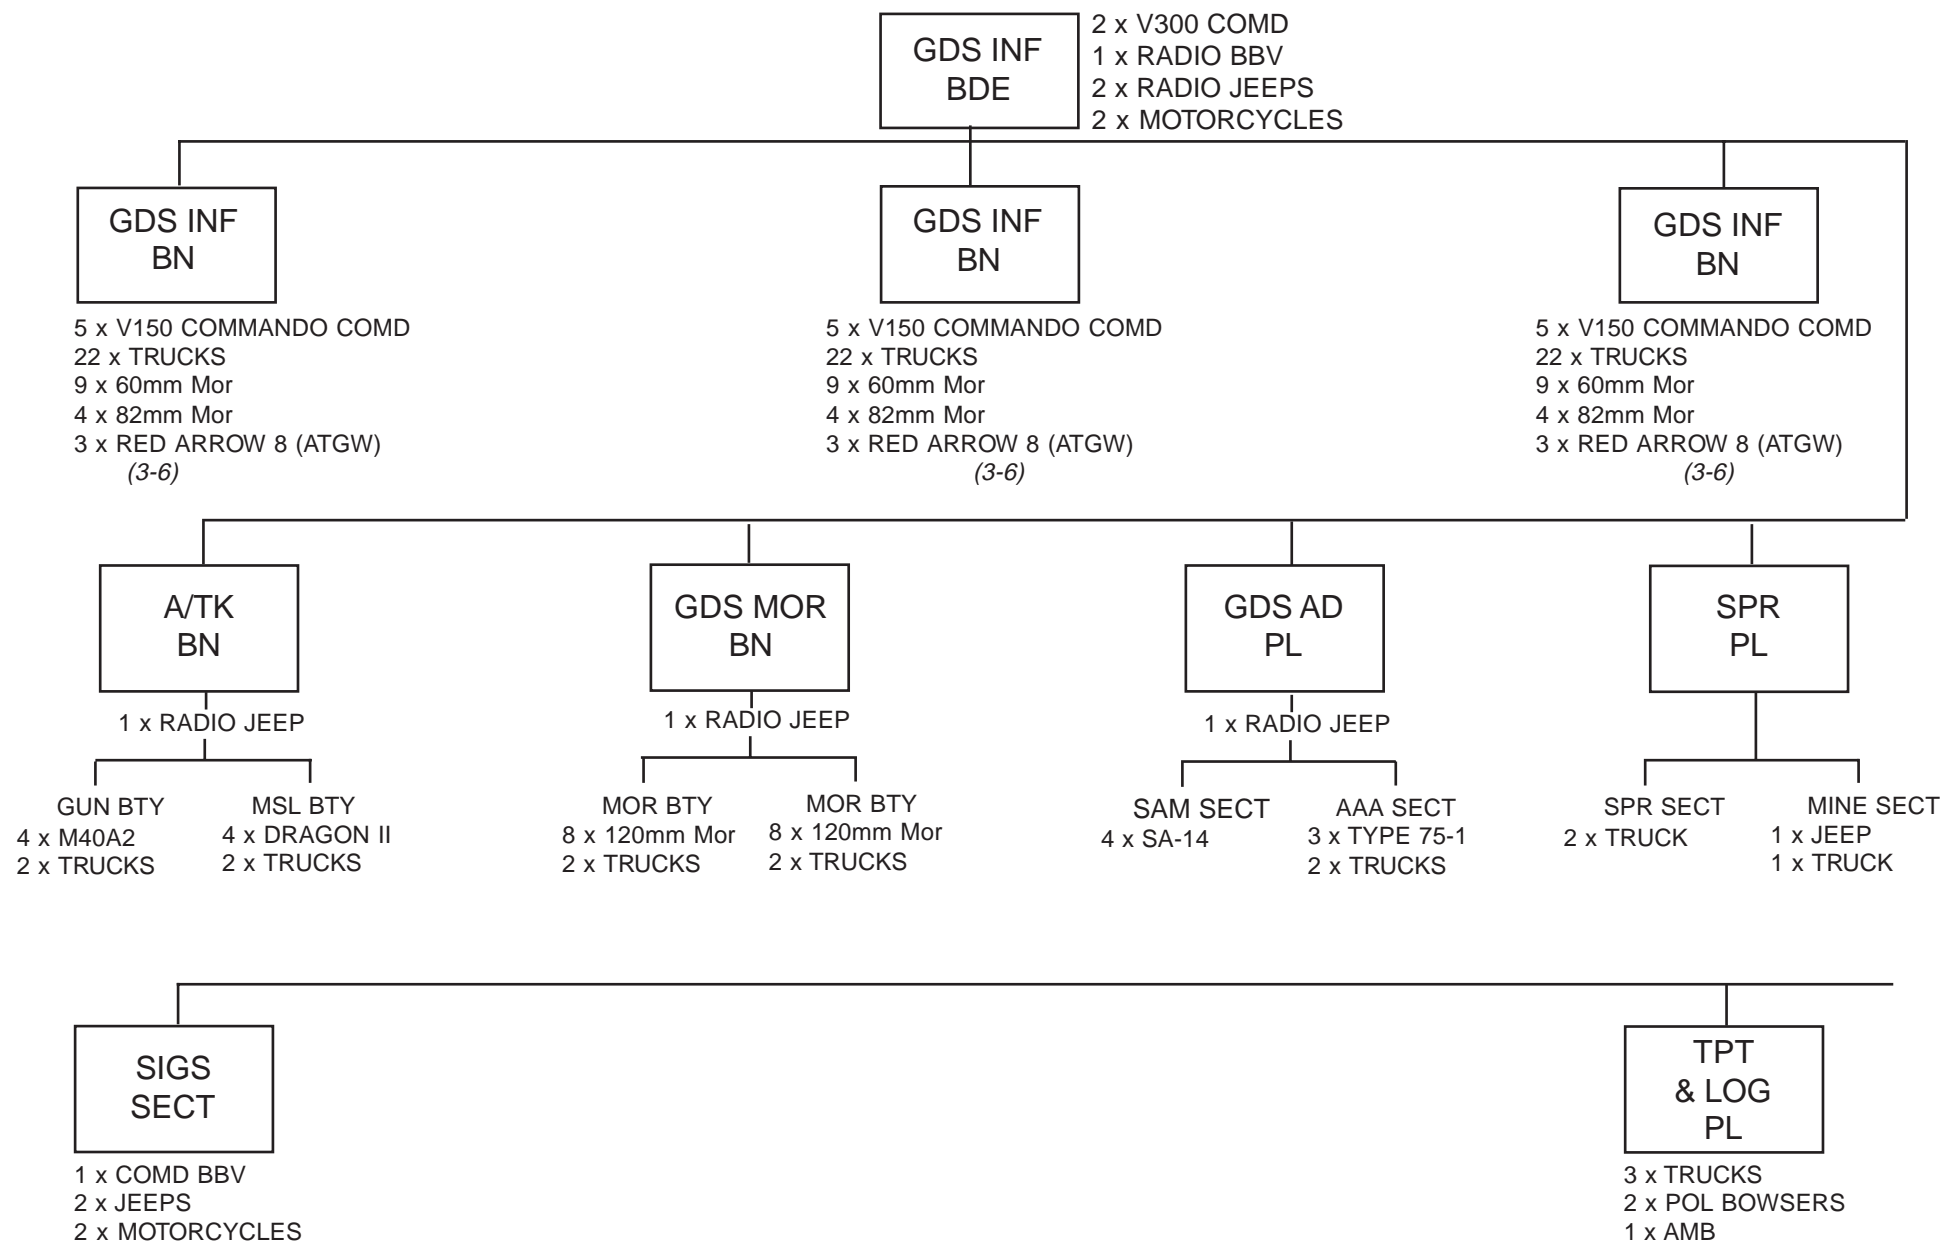 GDS INF
BDE
2 x V300 COMD
1 x RADIO BBV
2 x RADIO JEEPS
2 x MOTORCYCLES
GDS INF
BN
5 x V150 COMMANDO COMD
22 x TRUCKS
9 x 60mm Mor
4 x 82mm Mor
3 x RED ARROW 8 (ATGW)
(3-6)
GDS INF
BN
5 x V150 COMMANDO COMD
22 x TRUCKS
9 x 60mm Mor
4 x 82mm Mor
3 x RED ARROW 8 (ATGW)
(3-6)
GDS INF
BN
5 x V150 COMMANDO COMD
22 x TRUCKS
9 x 60mm Mor
4 x 82mm Mor
3 x RED ARROW 8 (ATGW)
(3-6)
A/TK
BN
1 x RADIO JEEP
GUN BTY
4 x M40A2
2 x TRUCKS
MSL BTY
4 x DRAGON II
2 x TRUCKS
GDS MOR
BN
1 x RADIO JEEP
MOR BTY
8 x 120mm Mor
2 x TRUCKS
MOR BTY
8 x 120mm Mor
2 x TRUCKS
GDS AD
PL
1 x RADIO JEEP
SAM SECT
4 x SA-14
AAA SECT
3 x TYPE 75-1
2 x TRUCKS
SPR
PL
SPR SECT
2 x TRUCK
MINE SECT
1 x JEEP
1 x TRUCK
SIGS
SECT
1 x COMD BBV
2 x JEEPS
2 x MOTORCYCLES
TPT
& LOG
PL
3 x TRUCKS
2 x POL BOWSERS
1 x AMB